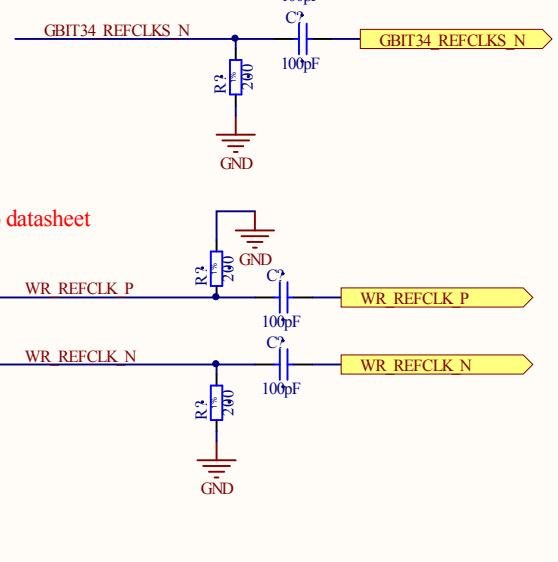 C?
GBIT34_REFCLKS_N
GBIT34_REFCLKS_N
100pF
R?
1%
200
GND
datasheet
R?
1%
200
GND
C?
WR_REFCLK_P
WR_REFCLK_P
100pF
C?
WR_REFCLK_N
WR_REFCLK_N
100pF
R?
1%
200
GND